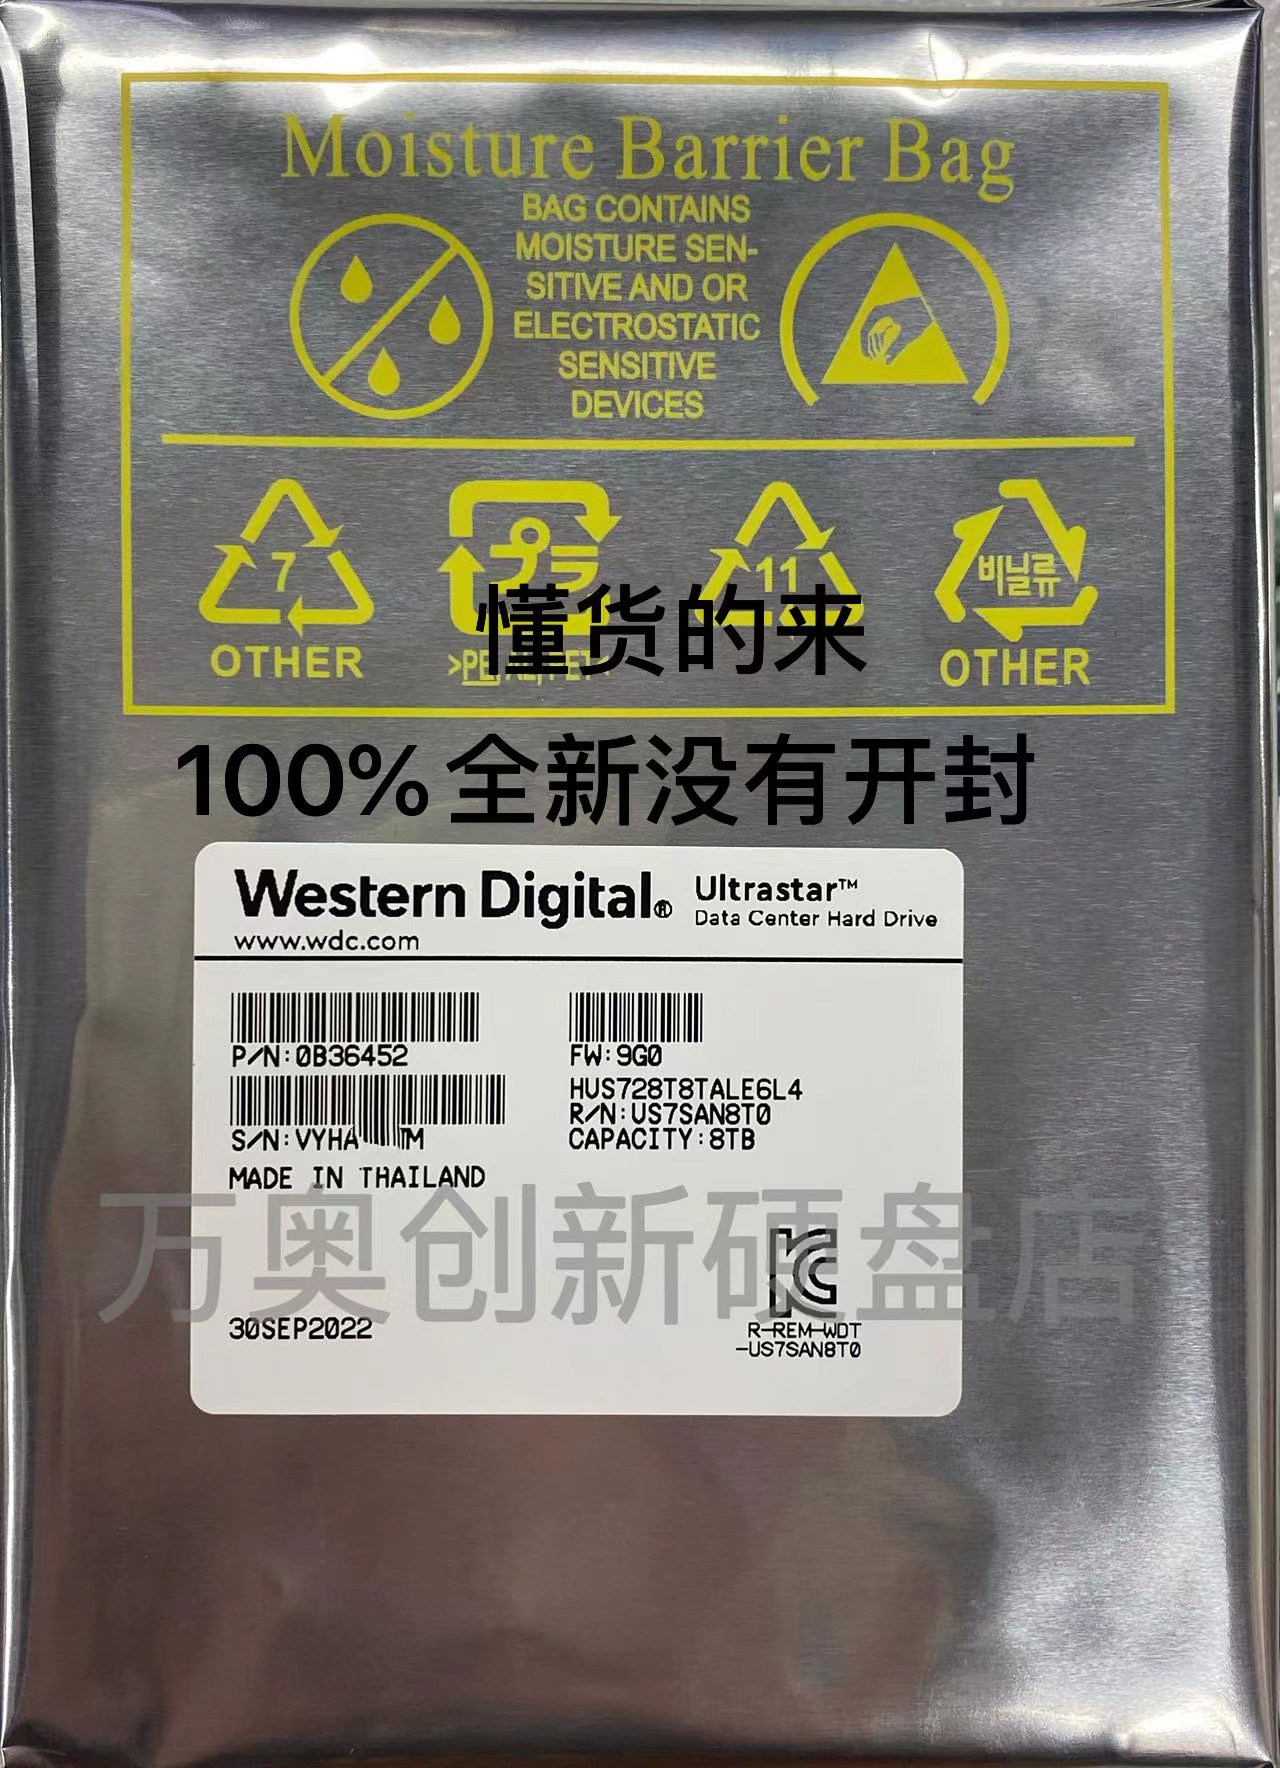 Moisture Barrier Bag
BAG CONTAINS
MOISTURE SEN-
SITIVE AND OR
ELECTROSTATIC
SENSITIVE
DEVICES
7
プラ
11
비닐류
OTHER
OTHER
懂货的来
100%全新没有开封
Western Digital®
Ultrastar™
Data Center Hard Drive
www.wdc.com
P/N:0B36452
FW:9G0
HUS728T8TALE6L4
R/N:US7SAN8T0
S/N:VYHA
CAPACITY:8TB
MADE IN THAILAND
万奥创新硬盘店
30SEP2022
R-REM-WDT
-US7SAN8T0